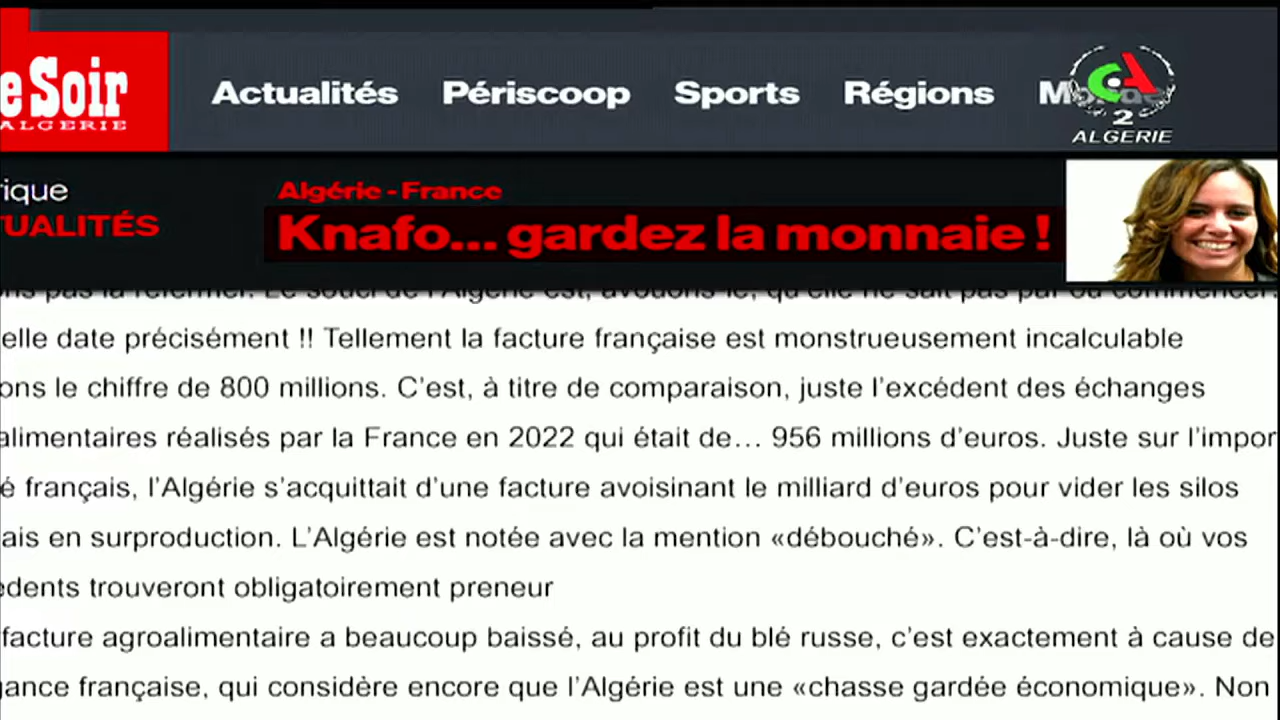 e Soir
ALGERIE
Actualités Périscoop Sports Régions
2
ALGERIE
ique
UALITÉS
Algérie - France
Knafo... gardez la monnaie !
elle date précisément !! Tellement la facture française est monstrueusement incalculable
ons le chiffre de 800 millions. C’est, à titre de comparaison, juste l’excédent des échanges
alimentaires réalisés par la France en 2022 qui était de… 956 millions d’euros. Juste sur l’impor
é français, l’Algérie s’acquittait d’une facture avoisinant le milliard d’euros pour vider les silos
ais en surproduction. L’Algérie est notée avec la mention «débouché». C’est-à-dire, là où vos
édents trouveront obligatoirement preneur
facture agroalimentaire a beaucoup baissé, au profit du blé russe, c’est exactement à cause de
gance française, qui considère encore que l’Algérie est une «chasse gardée économique». Non